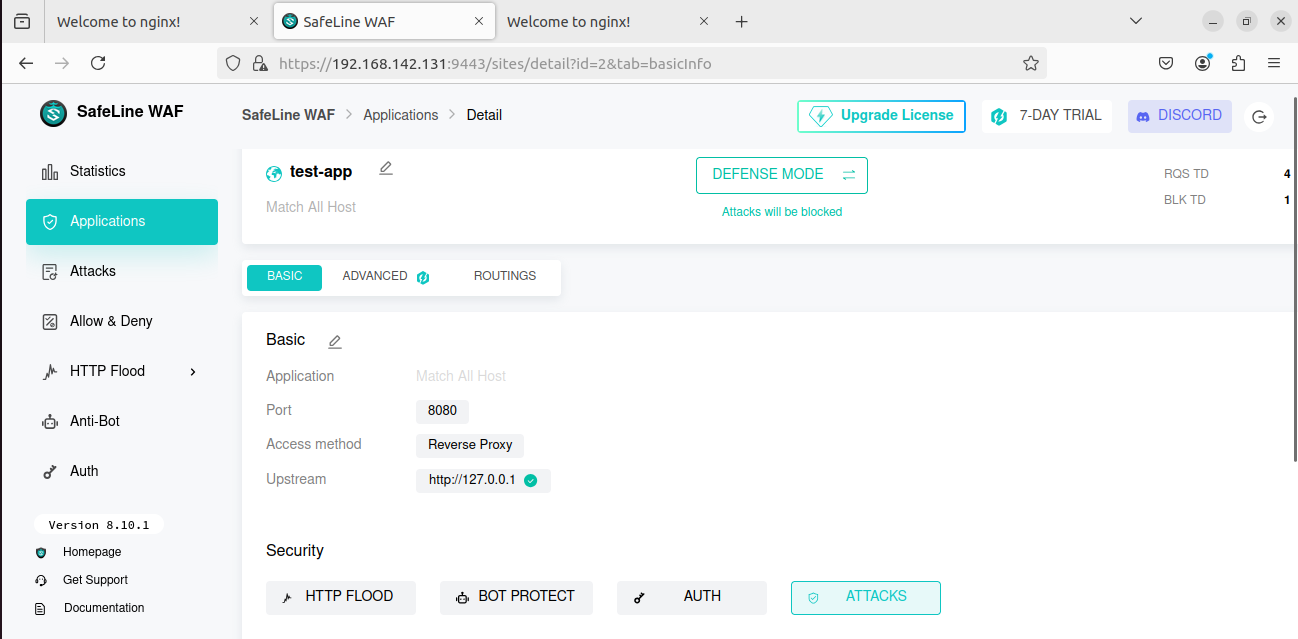 Welcome to nginx!
SafeLine WAF
Welcome to nginx!
https://192.168.142.131:9443/sites/detail?id=2&tab=basicInfo
SafeLine WAF
SafeLine WAF > Applications > Detail
Upgrade License
7-DAY TRIAL
DISCORD
Statistics
Applications
Attacks
Allow & Deny
HTTP Flood
Anti-Bot
Auth
Version 8.10.1
Homepage
Get Support
Documentation
test-app
Match All Host
DEFENSE MODE
Attacks will be blocked
RQS TD 4
BLK TD 1
BASIC ADVANCED ROUTINGS
Basic
Application Match All Host
Port 8080
Access method Reverse Proxy
Upstream http://127.0.0.1
Security
HTTP FLOOD BOT PROTECT AUTH ATTACKS